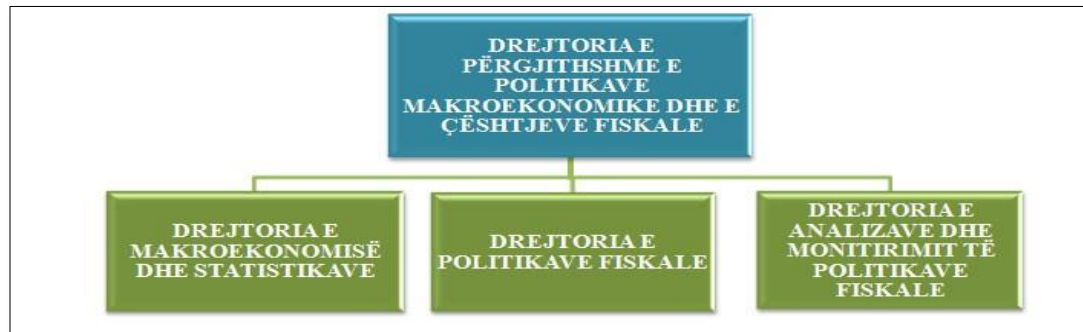 DREJTORIA E
PËRGJITHSHME E
POLITIKAVE
MAKROEKONOMIKE DHE E
ÇËSHTJEVE FISKALE
DREJTORIA E
MAKROEKONOMISË
DHE STATISTIKAVE
DREJTORIA E
POLITIKAVE FISKALE
DREJTORIA E
ANALIZAVE DHE
MONITIRIMIT TË
POLITIKAVE
FISKALE